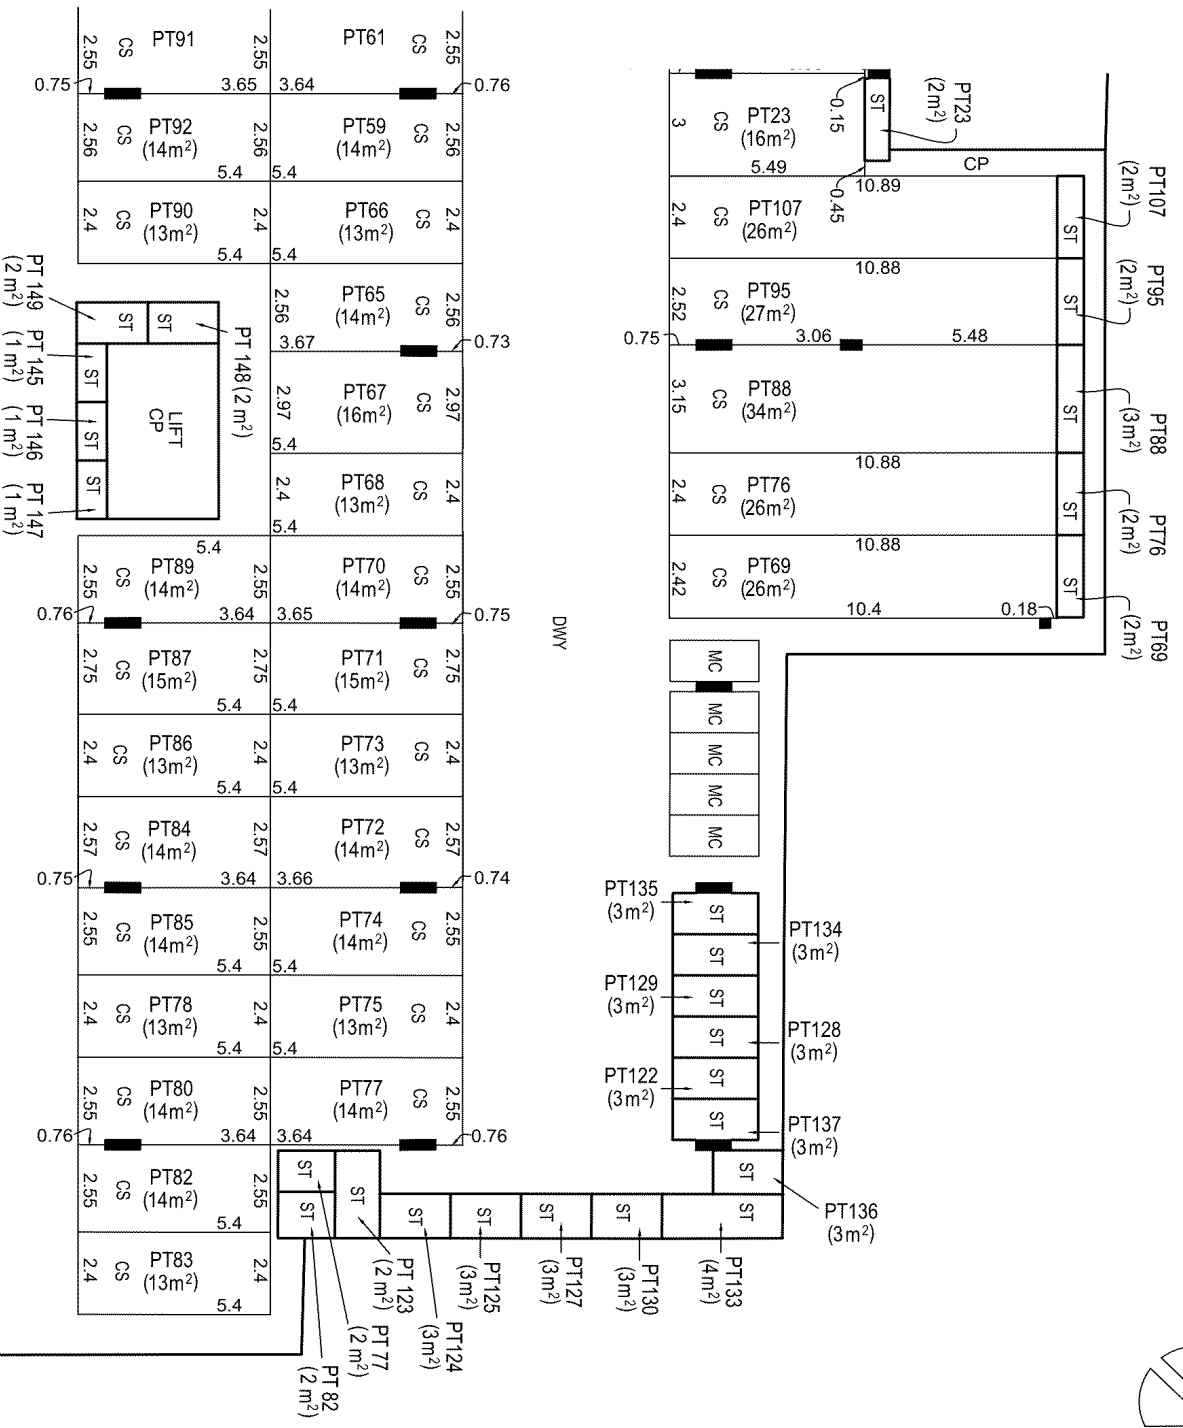 2.55
CS
PT91
2.55
PT61
CS
2.55
0.75
3.65
3.64
0.76
2.56
CS
PT92
(14m²)
2.56
PT59
(14m²)
CS
2.56
5.4
5.4
2.4
CS
PT90
(13m²)
2.4
PT66
(13m²)
CS
2.4
5.4
5.4
2.56
PT65
(14m²)
CS
2.56
3.67
0.73
2.97
PT67
(16m²)
CS
2.97
5.4
2.4
PT68
(13m²)
CS
2.4
5.4
PT 149
(2 m²)
ST
ST
PT 148 (2 m²)
PT 145
(1 m²)
ST
PT 146
(1 m²)
ST
PT 147
(1 m²)
ST
LIFT
CP
5.4
2.55
CS
PT89
(14m²)
2.55
PT70
(14m²)
CS
2.55
0.76
3.64
3.65
0.75
2.75
CS
PT87
(15m²)
2.75
PT71
(15m²)
CS
2.75
5.4
5.4
2.4
CS
PT86
(13m²)
2.4
PT73
(13m²)
CS
2.4
5.4
5.4
2.57
CS
PT84
(14m²)
2.57
PT72
(14m²)
CS
2.57
0.75
3.64
3.66
0.74
2.55
CS
PT85
(14m²)
2.55
PT74
(14m²)
CS
2.55
5.4
5.4
2.4
CS
PT78
(13m²)
2.4
PT75
(13m²)
CS
2.4
5.4
5.4
2.55
CS
PT80
(14m²)
2.55
PT77
(14m²)
CS
2.55
0.76
3.64
3.64
0.76
2.55
CS
PT82
(14m²)
2.55
5.4
2.4
CS
PT83
(13m²)
2.4
5.4
DWY
3
CS
PT23
(16m²)
5.49
0.15
0.45
ST
PT23
(2m²)
CP
10.89
2.4
CS
PT107
(26m²)
ST
PT107
(2m²)
10.88
2.52
CS
PT95
(27m²)
ST
PT95
(2m²)
0.75
3.06
5.48
3.15
CS
PT88
(34m²)
ST
PT88
(3m²)
10.88
2.4
CS
PT76
(26m²)
ST
PT76
(2m²)
10.88
2.42
CS
PT69
(26m²)
ST
PT69
(2m²)
10.4
0.18
MC
MC
MC
MC
MC
PT135
(3m²)
ST
PT134
(3m²)
ST
PT129
(3m²)
ST
PT128
(3m²)
ST
PT122
(3m²)
ST
PT137
(3m²)
ST
ST
PT136
(3m²)
ST
ST
ST
ST
ST
ST
ST
ST
PT133
(4m²)
PT130
(3m²)
PT127
(3m²)
PT125
(3m²)
PT124
(3m²)
PT 123
(2 m²)
PT 77
(2 m²)
PT 82
(2 m²)